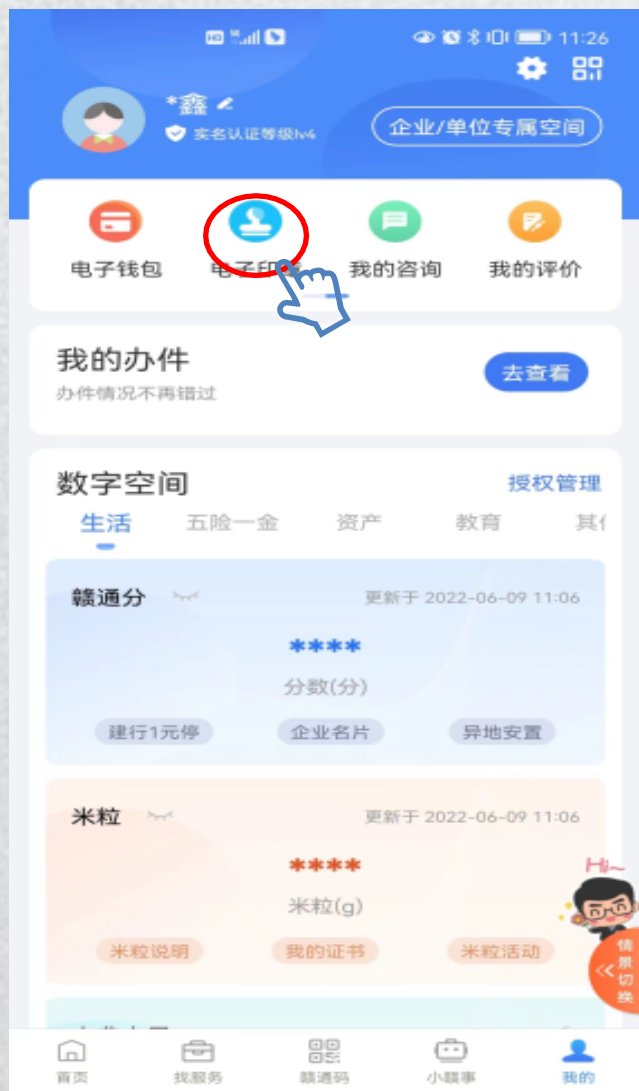 HD 11:26
*鑫
实名认证等级lv4
企业/单位专属空间
电子钱包
电子印章
我的咨询
我的评价
我的办件
办件情况不再错过
去查看
数字空间
授权管理
生活 五险一金 资产 教育
赣通分
更新于 2022-06-09 11:06
****
分数(分)
建行1元停 企业名片 异地安置
米粒
更新于 2022-06-09 11:06
****
米粒(g)
Hi~
米粒说明 我的证书 米粒活动
情景切换
首页 找服务 赣通码 小赣事 我的